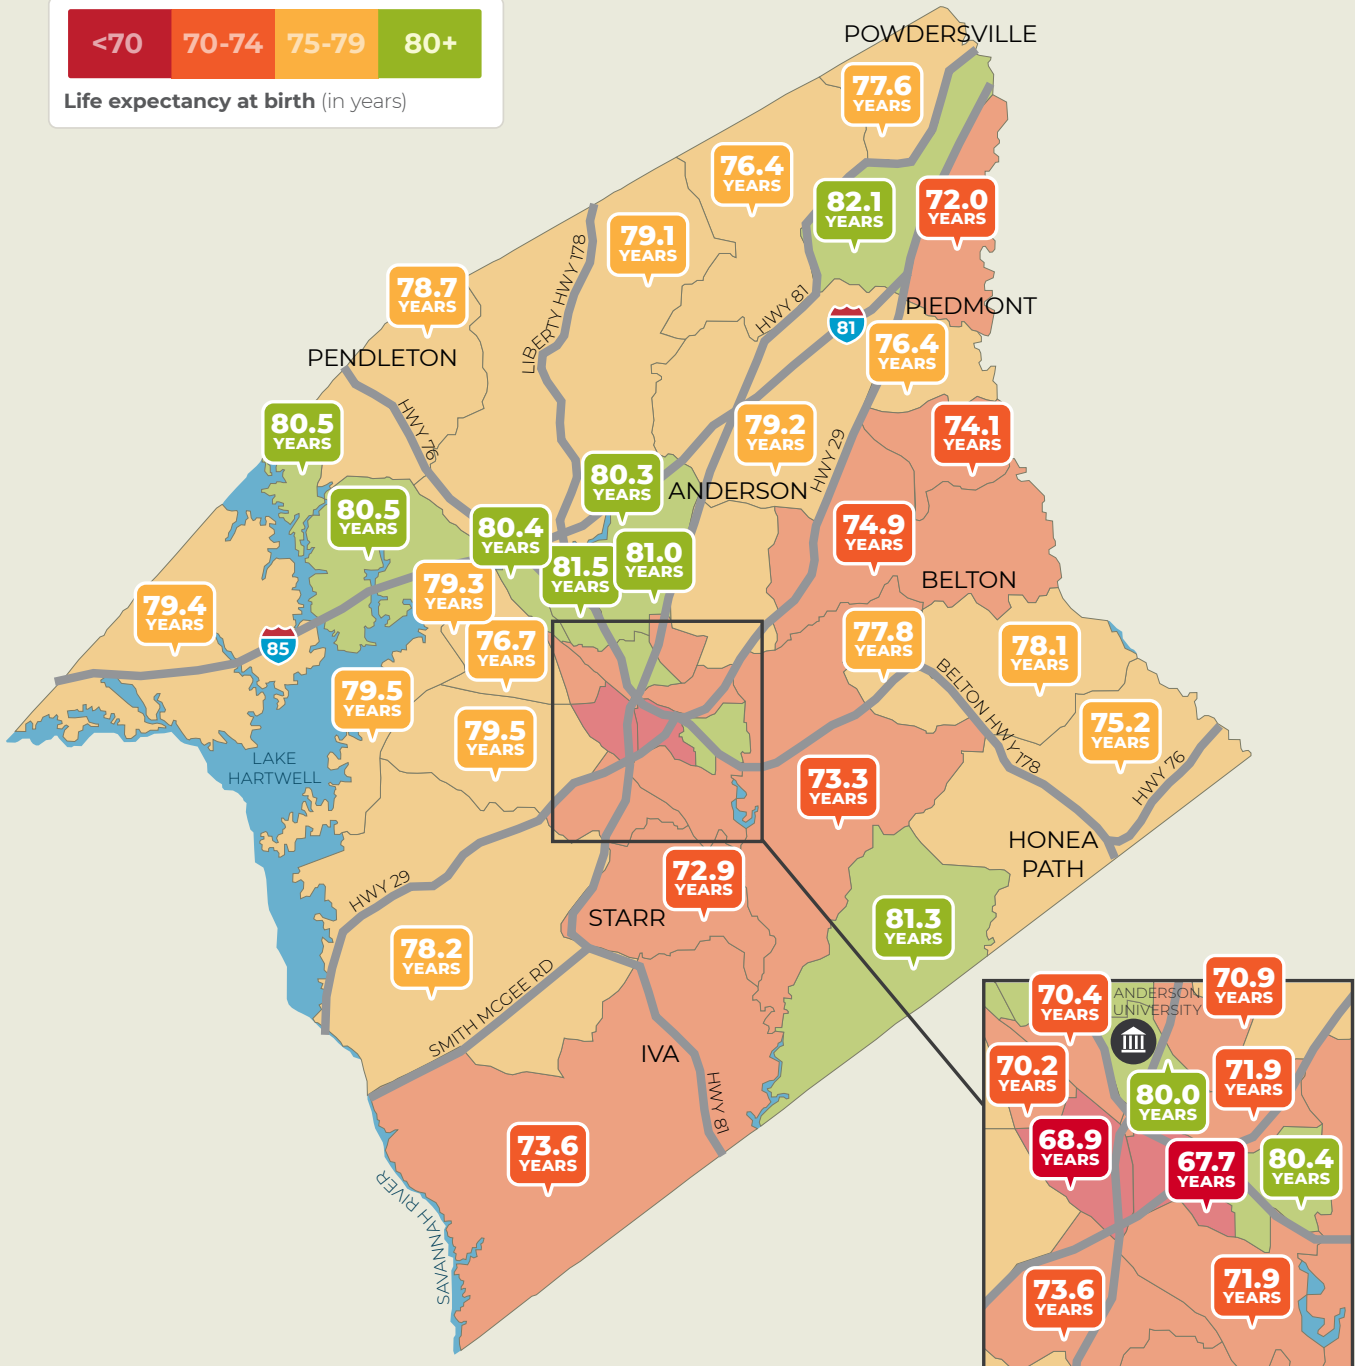 <70 70-74 75-79 80+
Life expectancy at birth (in years)
POWDERSVILLE
77.6
YEARS
76.4
YEARS
82.1
YEARS
72.0
YEARS
79.1
YEARS
LIBERTY HWY 178
78.7
YEARS
HWY 81
81
PIEDMONT
76.4
YEARS
PENDLETON
HWY 76
80.5
YEARS
79.2
YEARS
HWY 29
74.1
YEARS
80.3
YEARS
ANDERSON
80.5
YEARS
80.4
YEARS
74.9
YEARS
81.5
YEARS
81.0
YEARS
BELTON
79.3
YEARS
79.4
YEARS
85
76.7
YEARS
77.8
YEARS
78.1
YEARS
BELTON HWY 178
79.5
YEARS
79.5
YEARS
75.2
YEARS
HWY 76
LAKE
HARTWELL
73.3
YEARS
HONEA
PATH
HWY 29
72.9
YEARS
STARR
81.3
YEARS
78.2
YEARS
SMITH MCGEE RD
IVA
HWY 81
73.6
YEARS
SAVANNAH RIVER
70.4
YEARS
ANDERSON
UNIVERSITY
70.9
YEARS
70.2
YEARS
71.9
YEARS
80.0
YEARS
68.9
YEARS
67.7
YEARS
80.4
YEARS
73.6
YEARS
71.9
YEARS